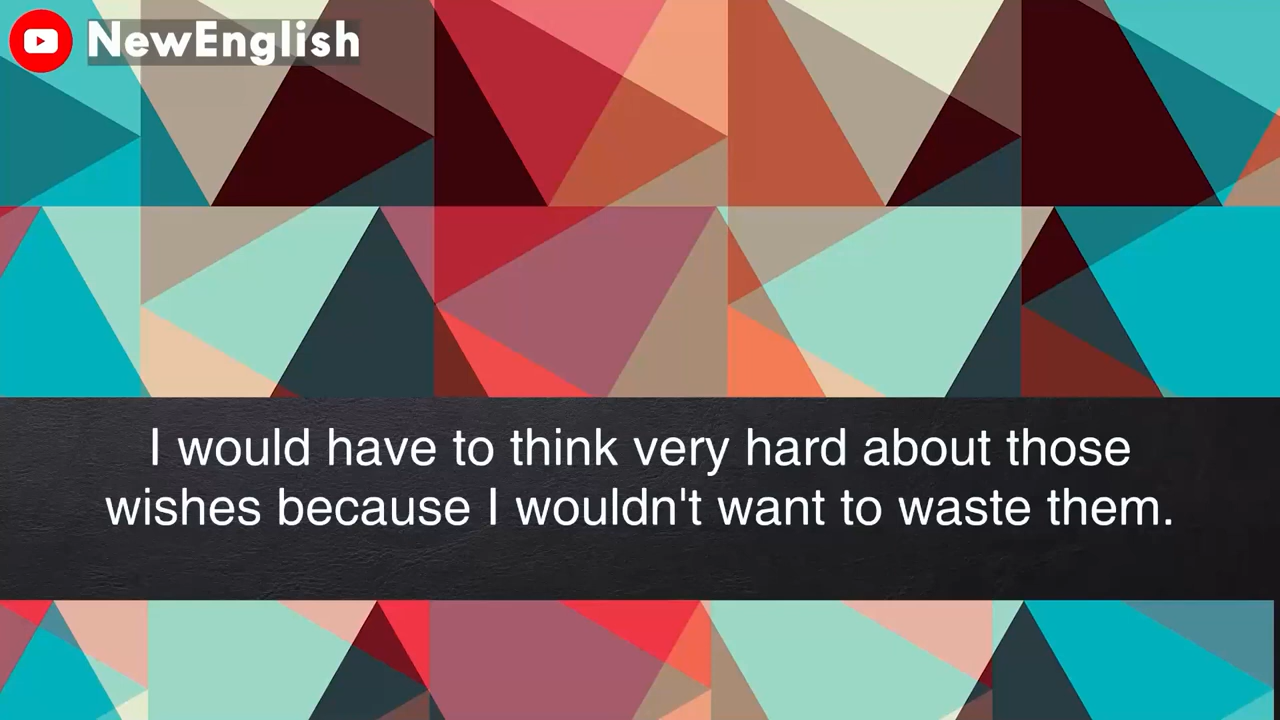 NewEnglish
I would have to think very hard about those
wishes because I wouldn't want to waste them.